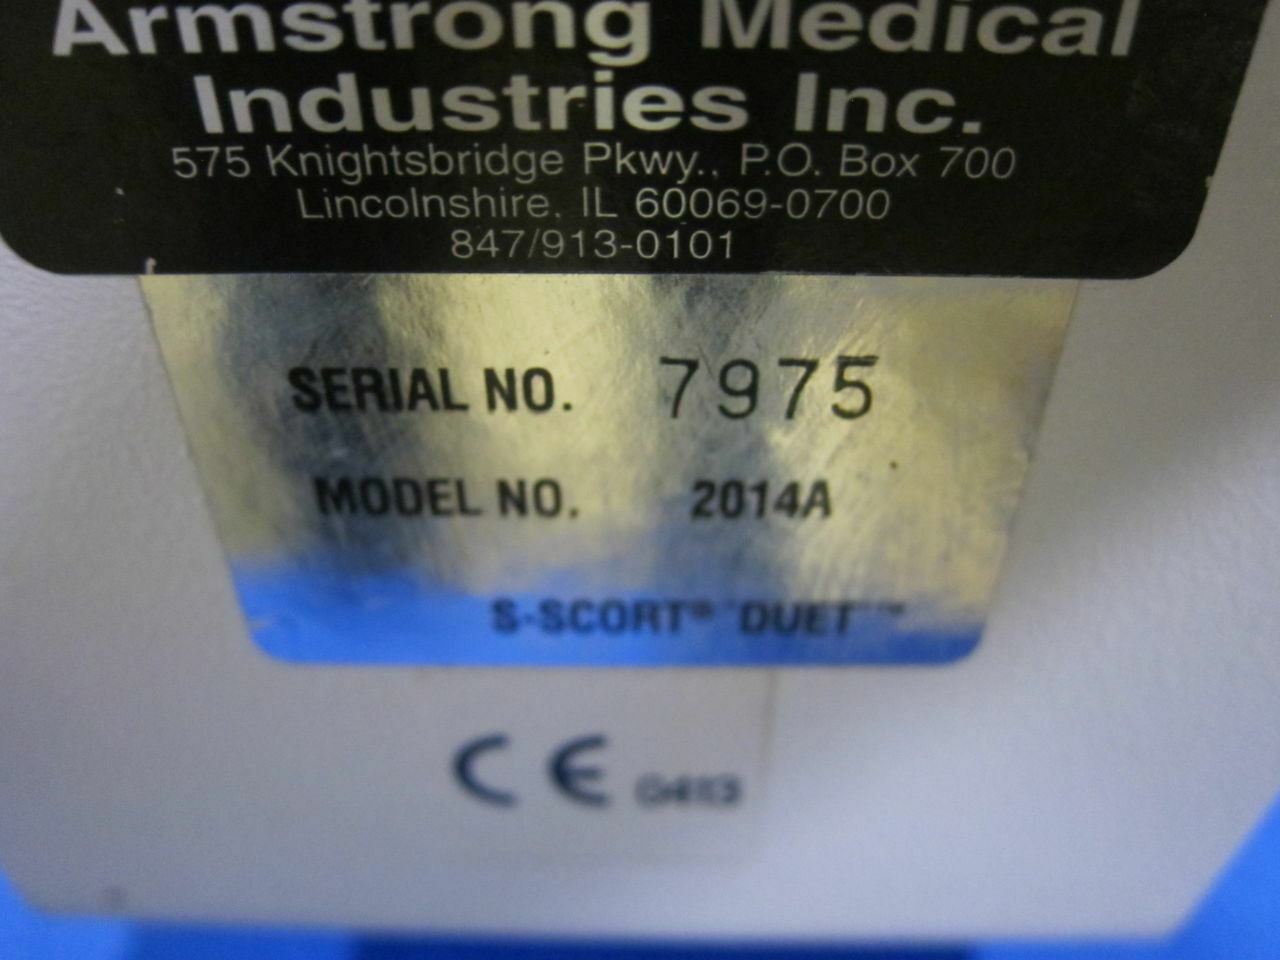 Armstrong Medical
Industries Inc.
575 Knightsbridge Pkwy., P.O. Box 700
Lincolnshire, IL 60069-0700
847/913-0101
SERIAL NO. 7975
MODEL NO. 2014A
S-SCORT® DUET™
CE